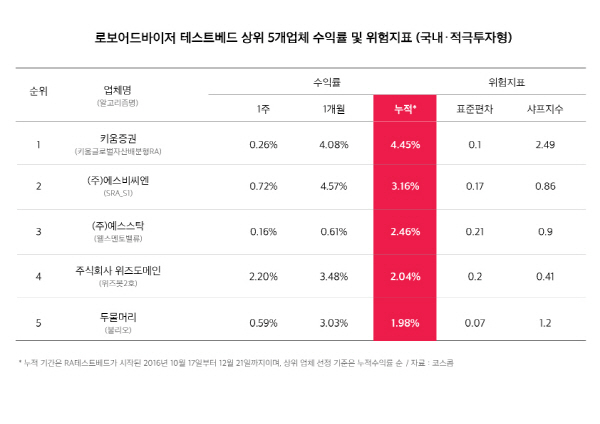 로보어드바이저 테스트베드 상위 5개업체 수익률 및 위험지표 (국내·적극투자형)
순위 업체명 (알고리즘명) 수익률 위험지표
1주 1개월 누적* 표준편차 샤프지수
1 키움증권 0.26% 4.08% 4.45% 0.1 2.49
(키움글로벌자산배분형RA)
2 (주)에스비씨엔 0.72% 4.57% 3.16% 0.17 0.86
(SRA_S1)
3 (주)예스스탁 0.16% 0.61% 2.46% 0.21 0.9
(웰스멘토밸류)
4 주식회사 위즈도메인 2.20% 3.48% 2.04% 0.2 0.41
(위즈봇2호)
5 두물머리 0.59% 3.03% 1.98% 0.07 1.2
(불리오)
* 누적 기간은 RA테스트베드가 시작된 2016년 10월 17일부터 12월 21일까지이며, 상위 업체 선정 기준은 누적수익률 순 / 자료 : 코스콤